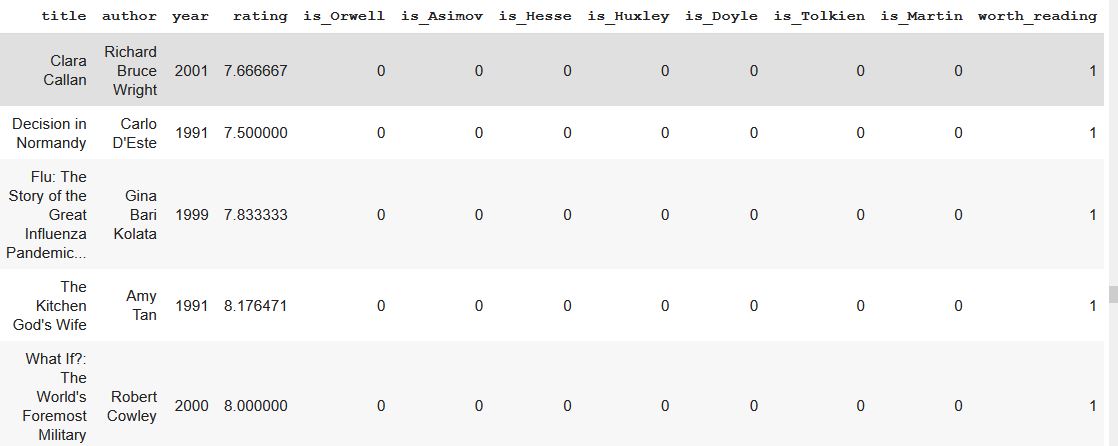 title author year rating is_Orwell is_Asimov is_Hesse is_Huxley is_Doyle is_Tolkien is_Martin worth_reading
Clara Callan Richard Bruce Wright 2001 7.666667 0 0 0 0 0 0 0 1
Decision in Normandy Carlo D'Este 1991 7.500000 0 0 0 0 0 0 0 1
Flu: The Story of the Great Influenza Pandemic... Gina Bari Kolata 1999 7.833333 0 0 0 0 0 0 0 1
The Kitchen God's Wife Amy Tan 1991 8.176471 0 0 0 0 0 0 0 1
What If?: The World's Foremost Military Robert Cowley 2000 8.000000 0 0 0 0 0 0 0 1